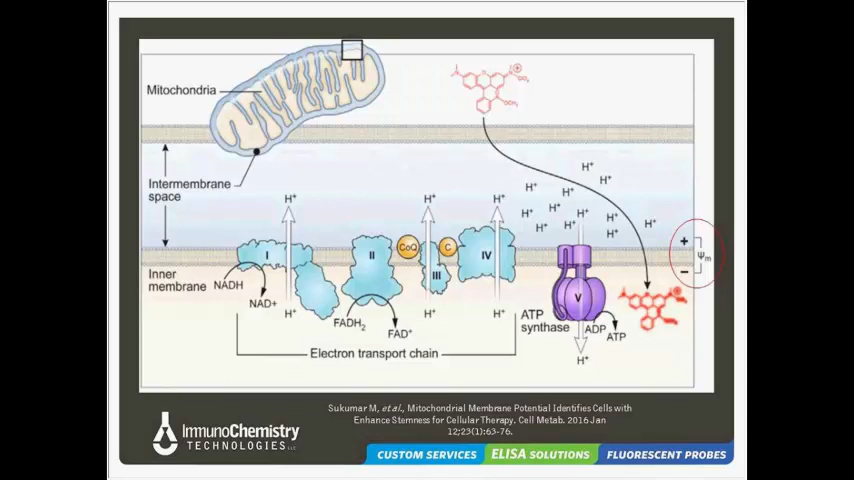 Mitochondria
Intermembrane
space
Inner
membrane
H⁺
H⁺
H⁺
H⁺
H⁺
H⁺
H⁺
H⁺
H⁺
H⁺
H⁺
H⁺
H⁺
H⁺
I
II
CoQ
III
C
IV
V
+
Ψm
−
NADH
NAD+
H⁺
FADH₂
FAD⁺
H⁺
H⁺
ATP
synthase
ADP
ATP
H⁺
Electron transport chain
Sukumar M, et al., Mitochondrial Membrane Potential Identifies Cells with
Enhance Stemness for Cellular Therapy. Cell Metab. 2016 Jan
12;23(1):63-76.
ImmunoChemistry
TECHNOLOGIES LLC
CUSTOM SERVICES
ELISA SOLUTIONS
FLUORESCENT PROBES